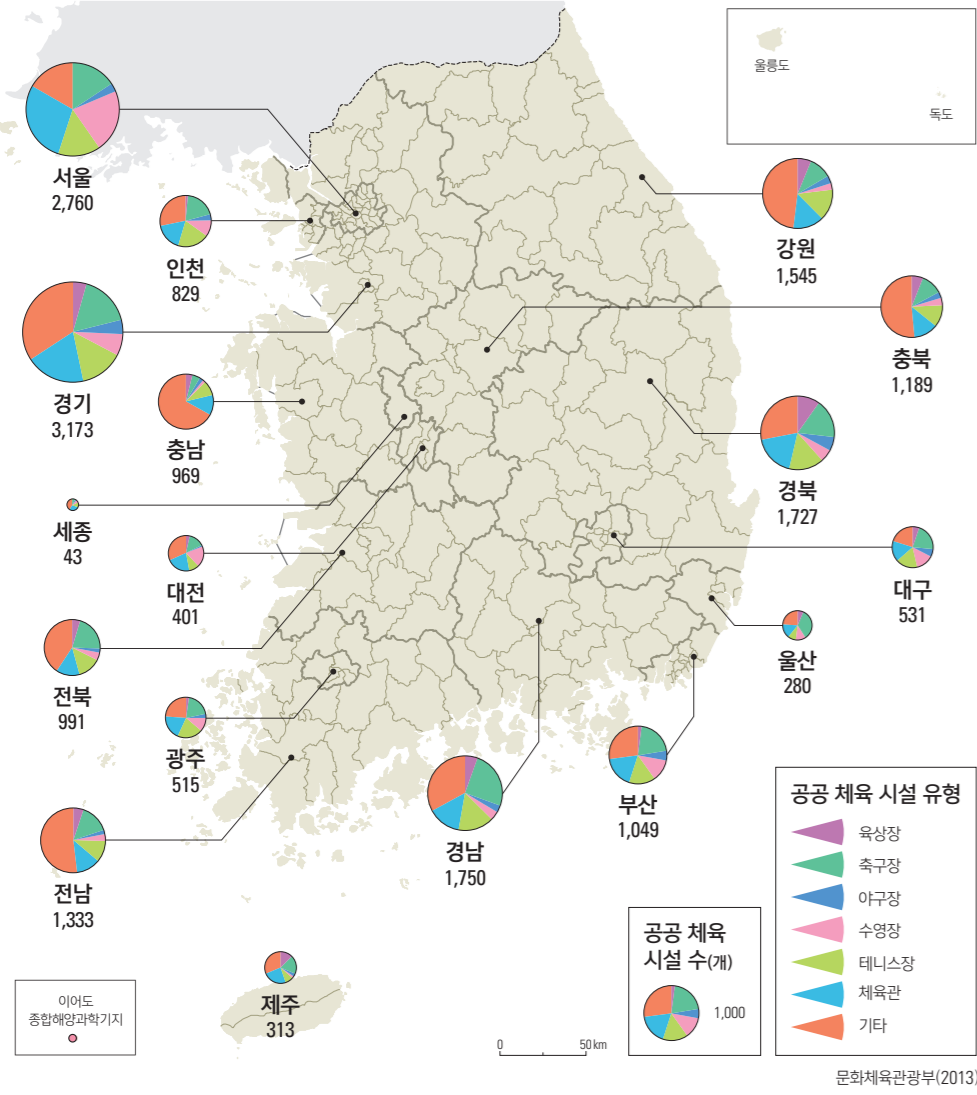 울릉도
독도
서울
2,760
인천
829
경기
3,173
충남
969
세종
43
대전
401
전북
991
광주
515
전남
1,333
제주
313
강원
1,545
충북
1,189
경북
1,727
대구
531
울산
280
부산
1,049
경남
1,750
이어도
종합해양과학기지
0 50km
공공 체육
시설 수(개)
1,000
공공 체육 시설 유형
육상장
축구장
야구장
수영장
테니스장
체육관
기타
문화체육관광부(2013)